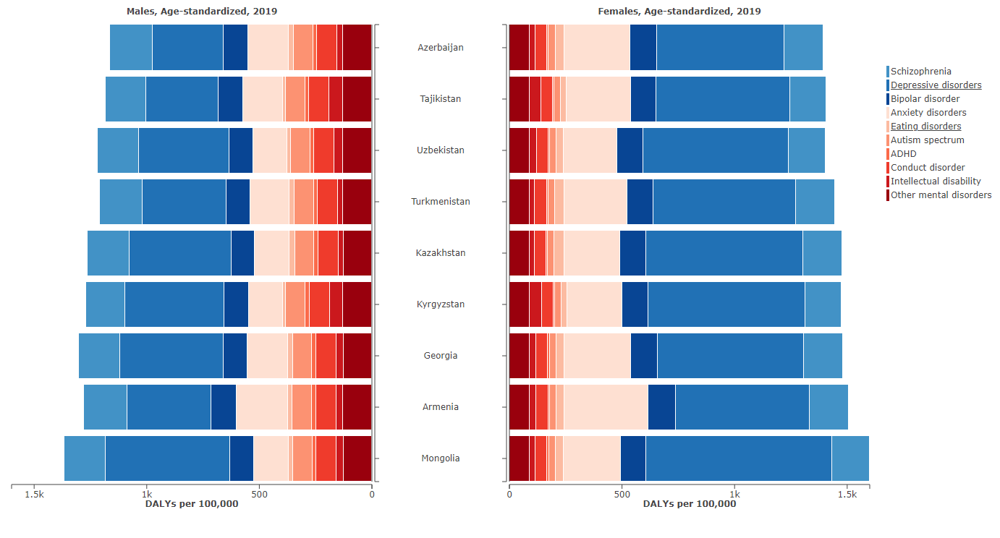 Males, Age-standardized, 2019
Females, Age-standardized, 2019
Azerbaijan
Tajikistan
Uzbekistan
Turkmenistan
Kazakhstan
Kyrgyzstan
Georgia
Armenia
Mongolia
Schizophrenia
Depressive disorders
Bipolar disorder
Anxiety disorders
Eating disorders
Autism spectrum
ADHD
Conduct disorder
Intellectual disability
Other mental disorders
1.5k 1k 500 0
DALYs per 100,000
0 500 1k 1.5k
DALYs per 100,000